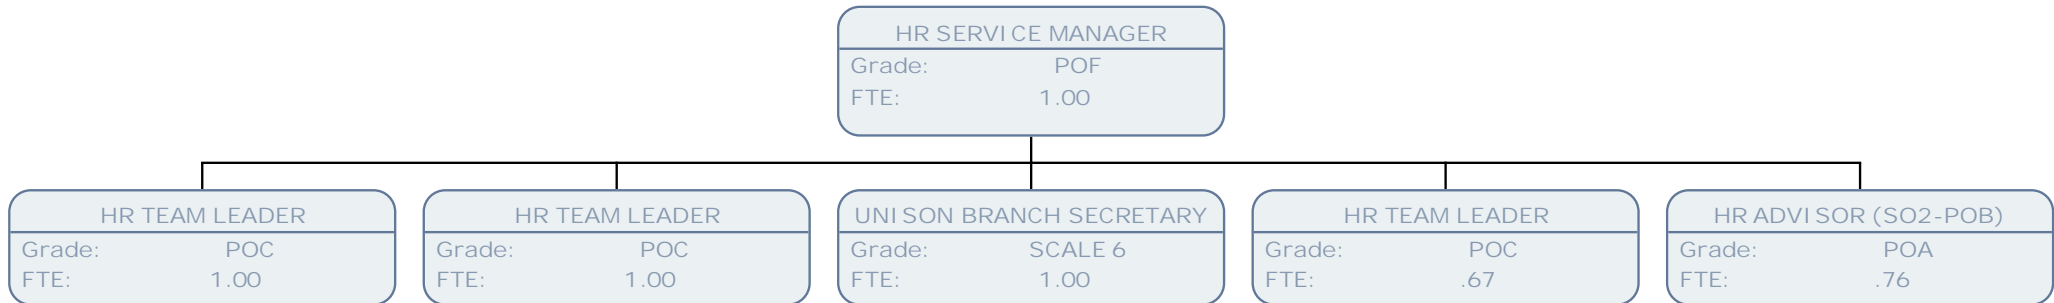 HR SERVICE MANAGER
Grade: POF
FTE: 1.00
HR TEAM LEADER
Grade: POC
FTE: 1.00
HR TEAM LEADER
Grade: POC
FTE: 1.00
UNISON BRANCH SECRETARY
Grade: SCALE 6
FTE: 1.00
HR TEAM LEADER
Grade: POC
FTE: .67
HR ADVISOR (SO2-POB)
Grade: POA
FTE: .76